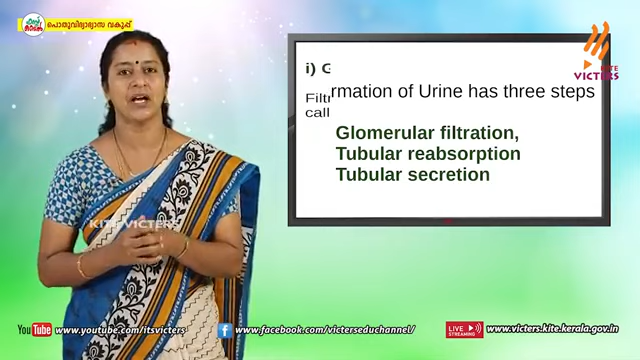 പൊതുവിദ്യാഭ്യാസ വകുപ്പ്
KITE
VICTERS
i) G
Filt
call
rmation of Urine has three steps
Glomerular filtration,
Tubular reabsorption
Tubular secretion
KITE VICTERS
YouTube www.youtube.com/itsvicters
f www.facebook.com/victerseduchannel/
LIVE STREAMING www.victers.kite.kerala.gov.in